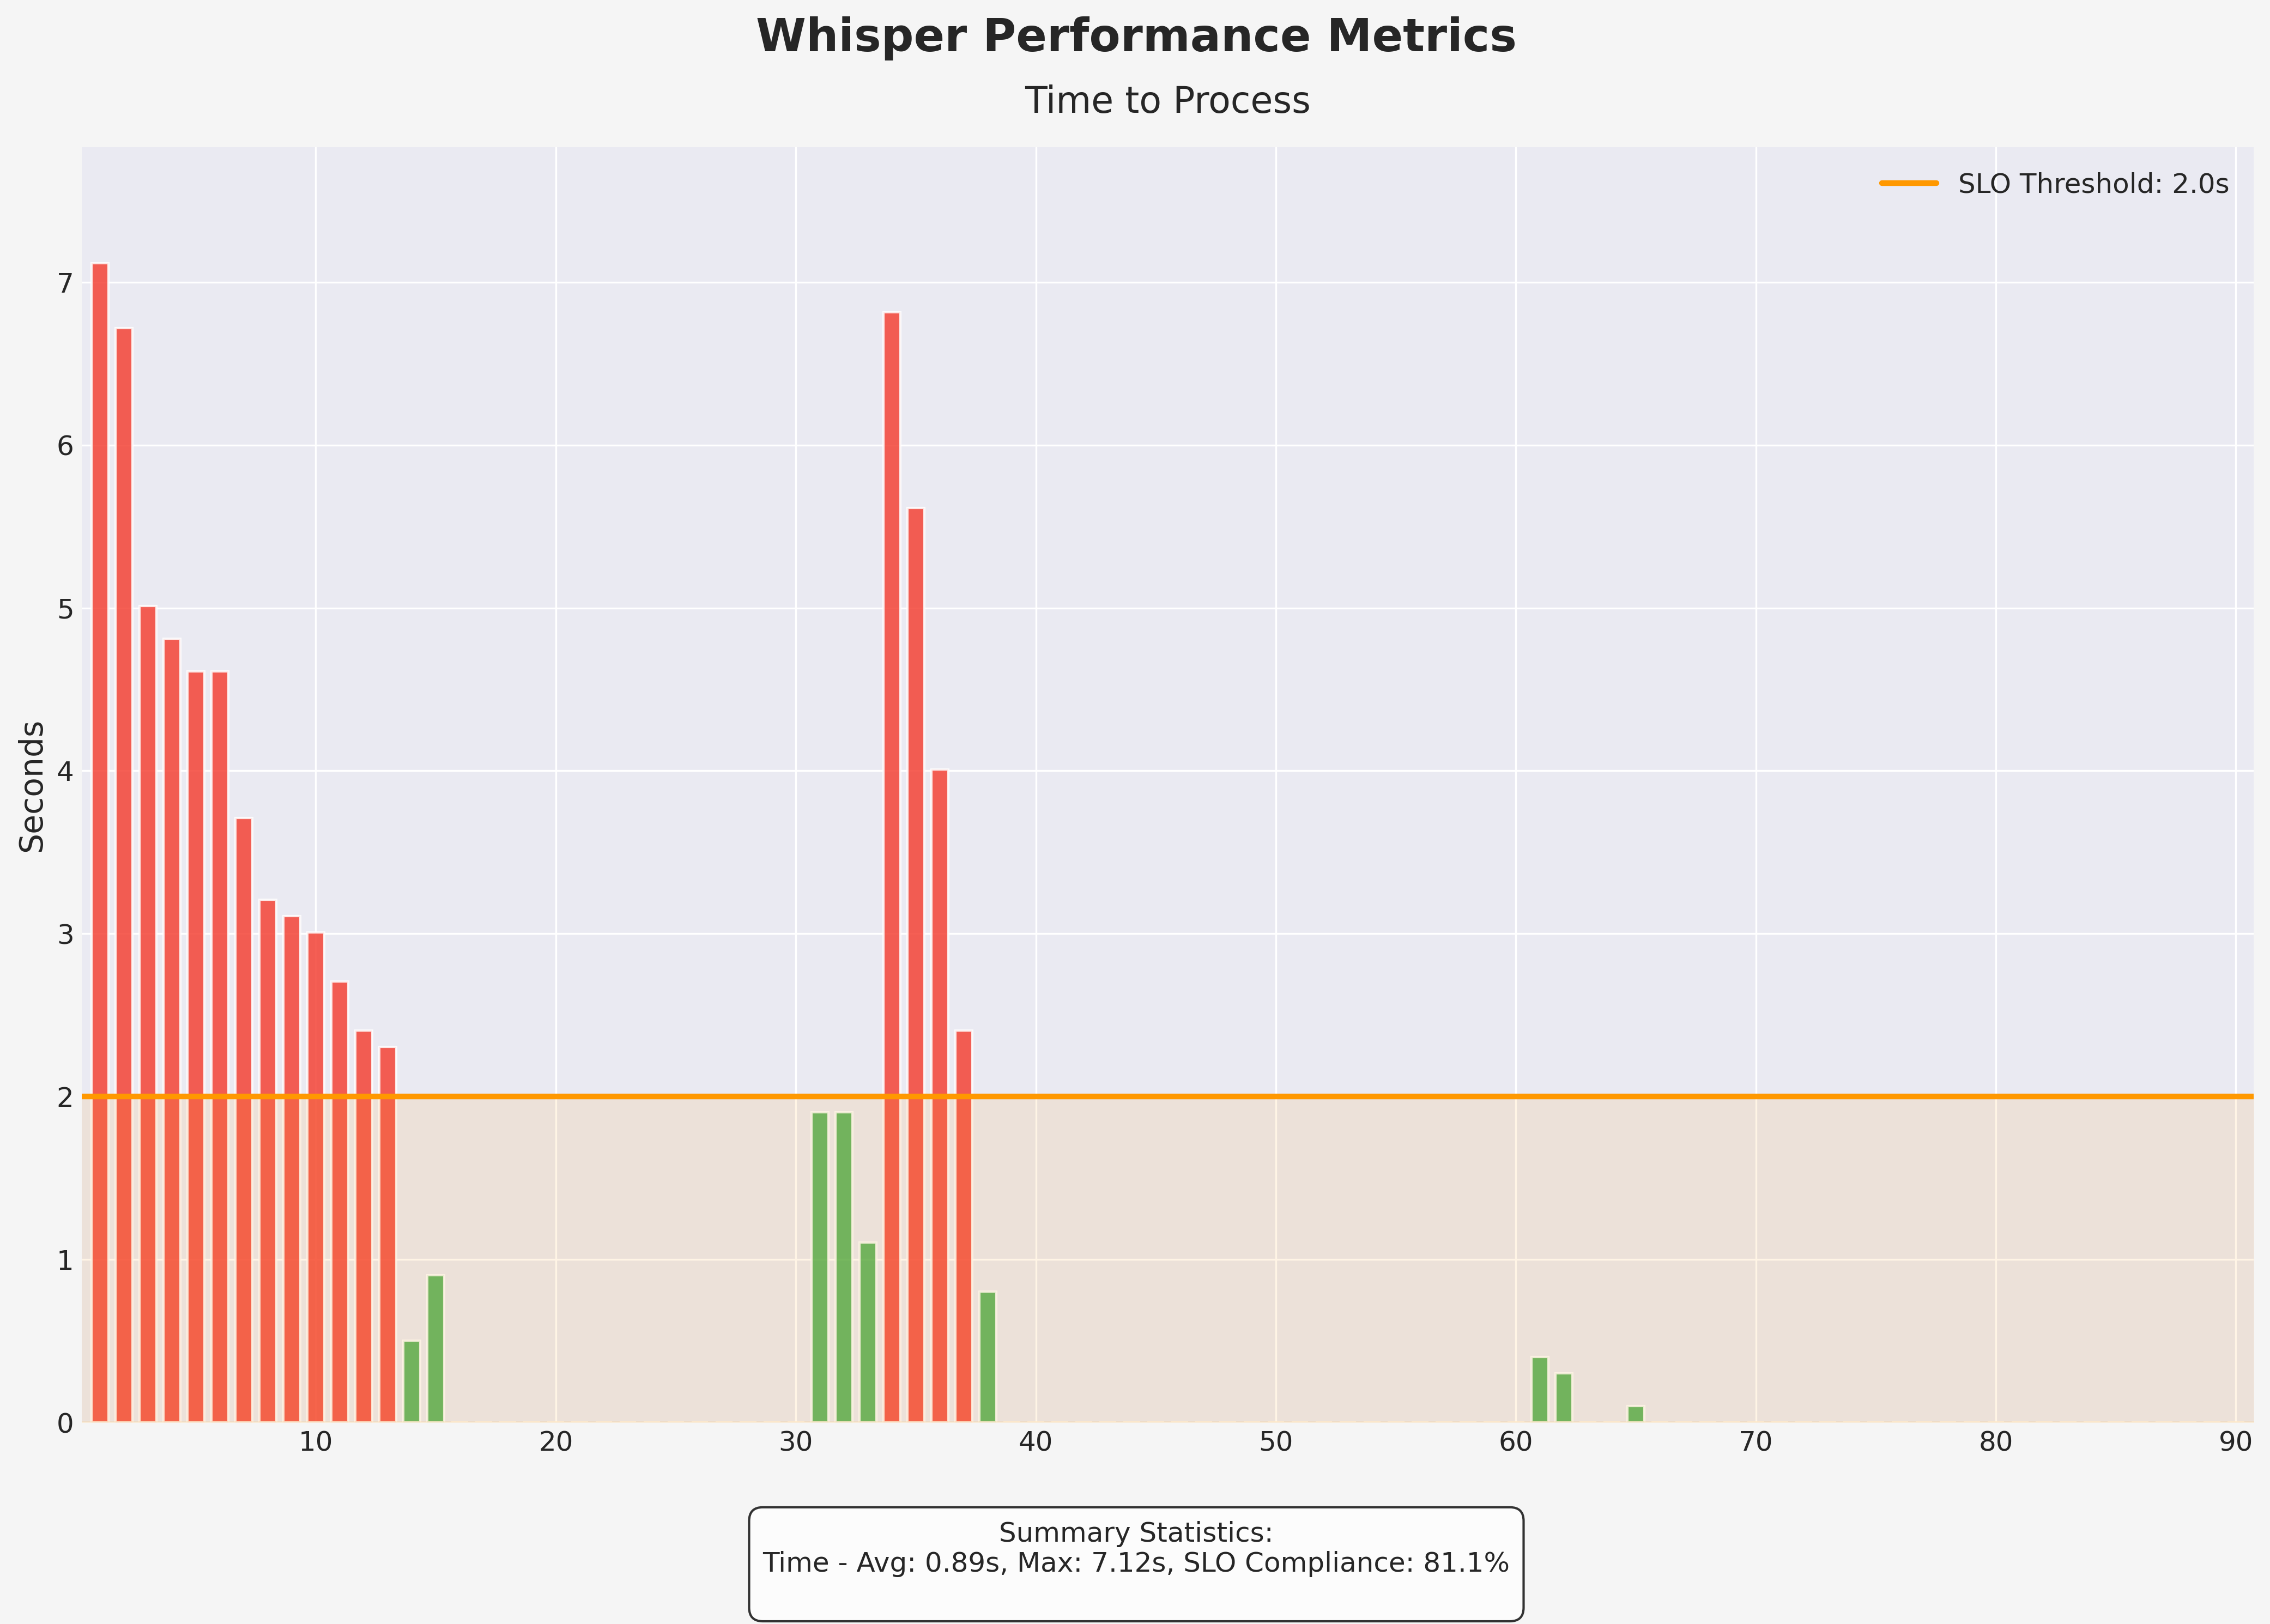 Whisper Performance Metrics
Time to Process
SLO Threshold: 2.0s
Seconds
7
6
5
4
3
2
1
0
10 20 30 40 50 60 70 80 90
Summary Statistics:
Time - Avg: 0.89s, Max: 7.12s, SLO Compliance: 81.1%